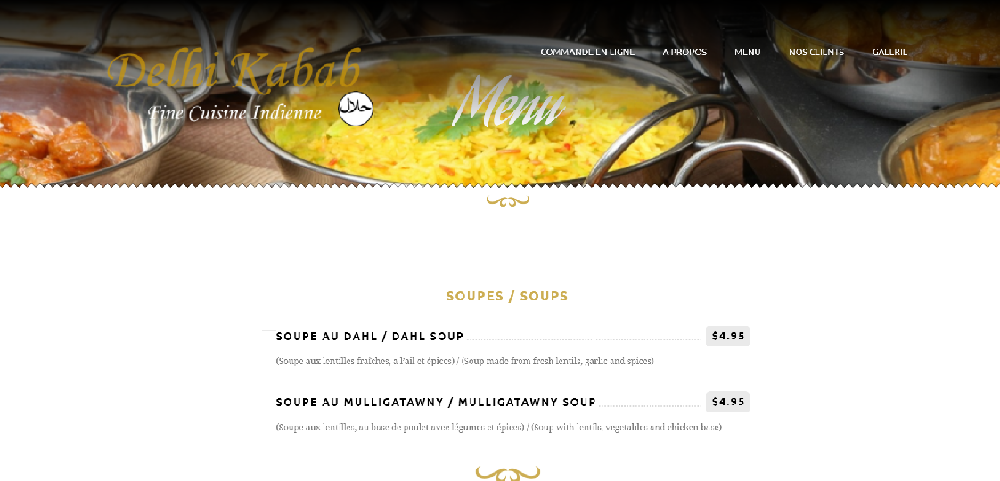 COMMANDE EN LIGNE A PROPOS MENU NOS CLIENTS GALERIE
Delhi Kabab
Fine Cuisine Indienne
حلال
Menu
SOUPES / SOUPS
SOUPE AU DAHL / DAHL SOUP $4.95
(Soupe aux lentilles fraîches, a l'ail et épices) / (Soup made from fresh lentils, garlic and spices)
SOUPE AU MULLIGATAWNY / MULLIGATAWNY SOUP $4.95
(Soupe aux lentilles, au base de poulet avec légumes et épices) / (Soup with lentils, vegetables and chicken base)